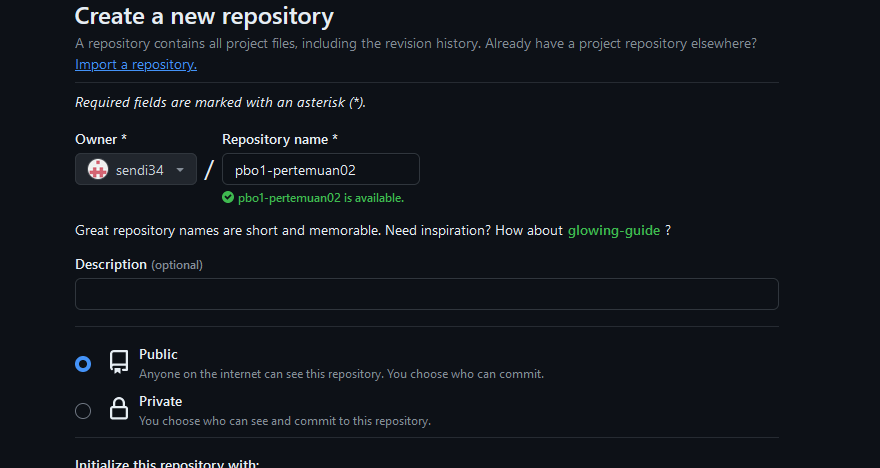 Create a new repository
A repository contains all project files, including the revision history. Already have a project repository elsewhere?
Import a repository.
Required fields are marked with an asterisk (*).
Owner *
Repository name *
sendi34
/
pbo1-pertemuan02
pbo1-pertemuan02 is available.
Great repository names are short and memorable. Need inspiration? How about glowing-guide ?
Description (optional)
Public
Anyone on the internet can see this repository. You choose who can commit.
Private
You choose who can see and commit to this repository.
Initialize this repository with: